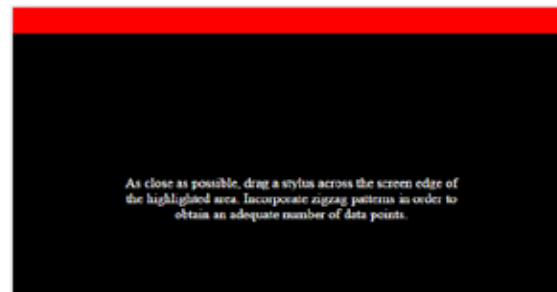 As close as possible, drag a stylus across the screen edge of
the highlighted area. Incorporate zigzag patterns in order to
obtain an adequate number of data points.